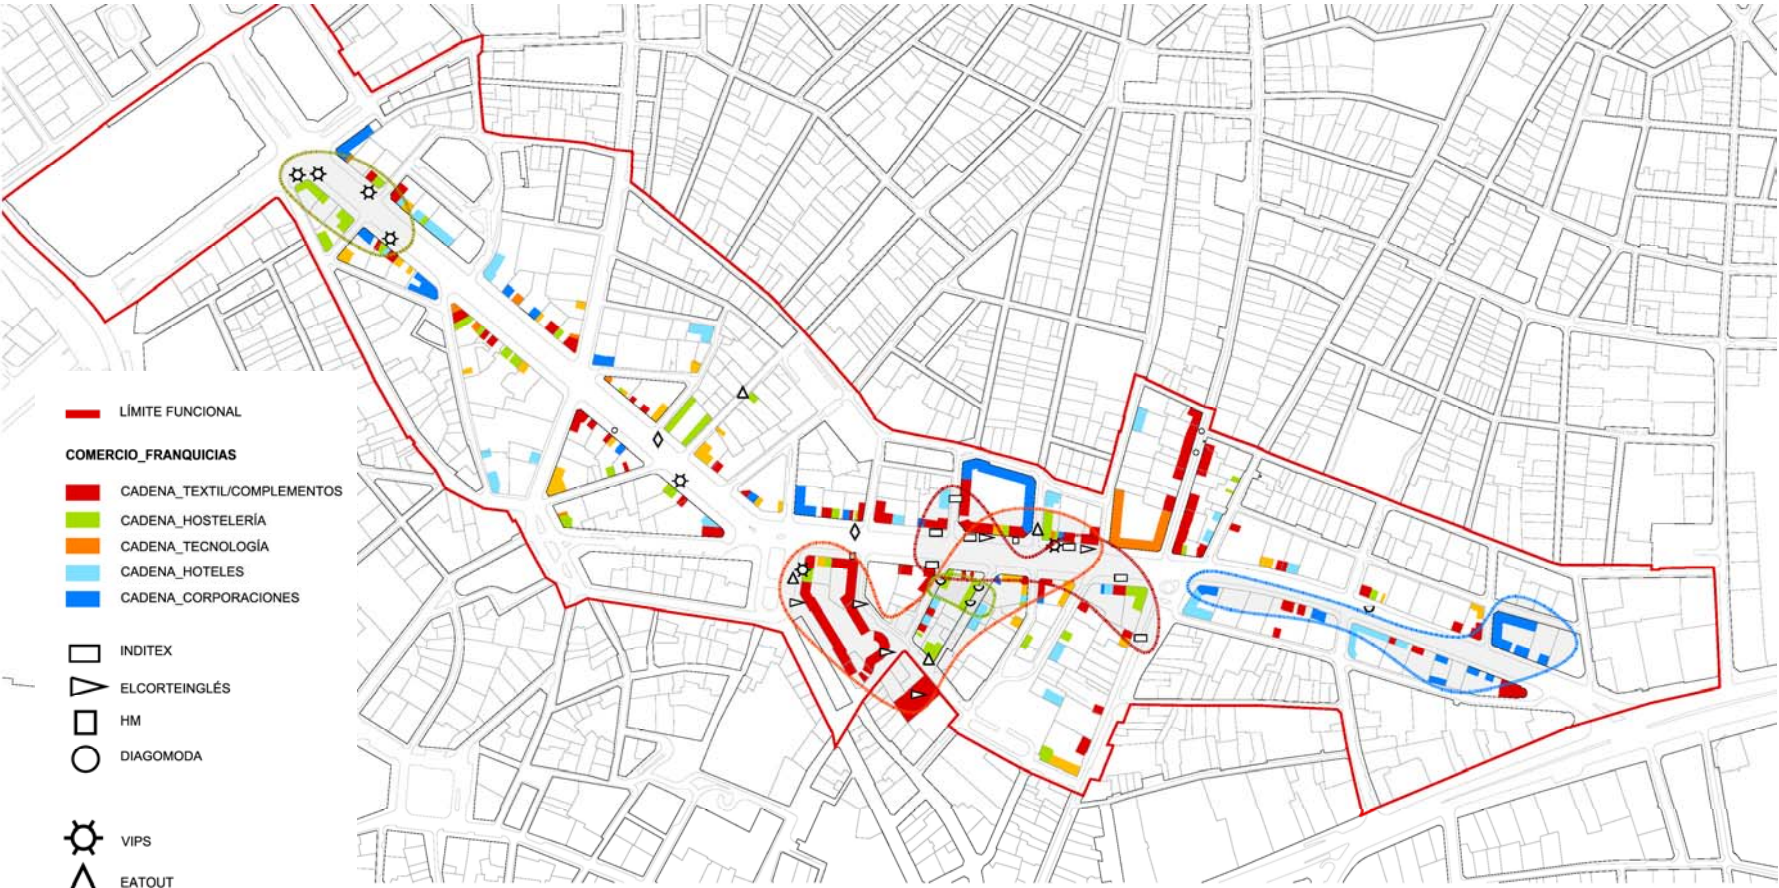 LÍMITE FUNCIONAL
COMERCIO_FRANQUICIAS
CADENA_TEXTIL/COMPLEMENTOS
CADENA_HOSTELERÍA
CADENA_TECNOLOGÍA
CADENA_HOTELES
CADENA_CORPORACIONES
INDITEX
ELCORTEINGLÉS
HM
DIAGOMODA
VIPS
EATOUT